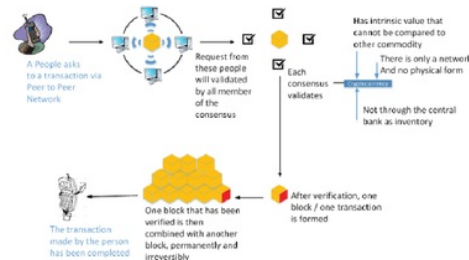 A People asks
to a transaction via
Peer to Peer
Network
Request from
these people
will validated
by all member
of the
consensus
Each
consensus
validates
Has intrinsic value that
cannot be compared to
other commodity
There is only a network
And no physical form
Cryptocurrency
Not through the central
bank as inventory
After verification, one
block / one transaction
is formed
One block that has been
verified is then
combined with another
block, permanently and
irreversibly
The transaction
made by the person
has been completed